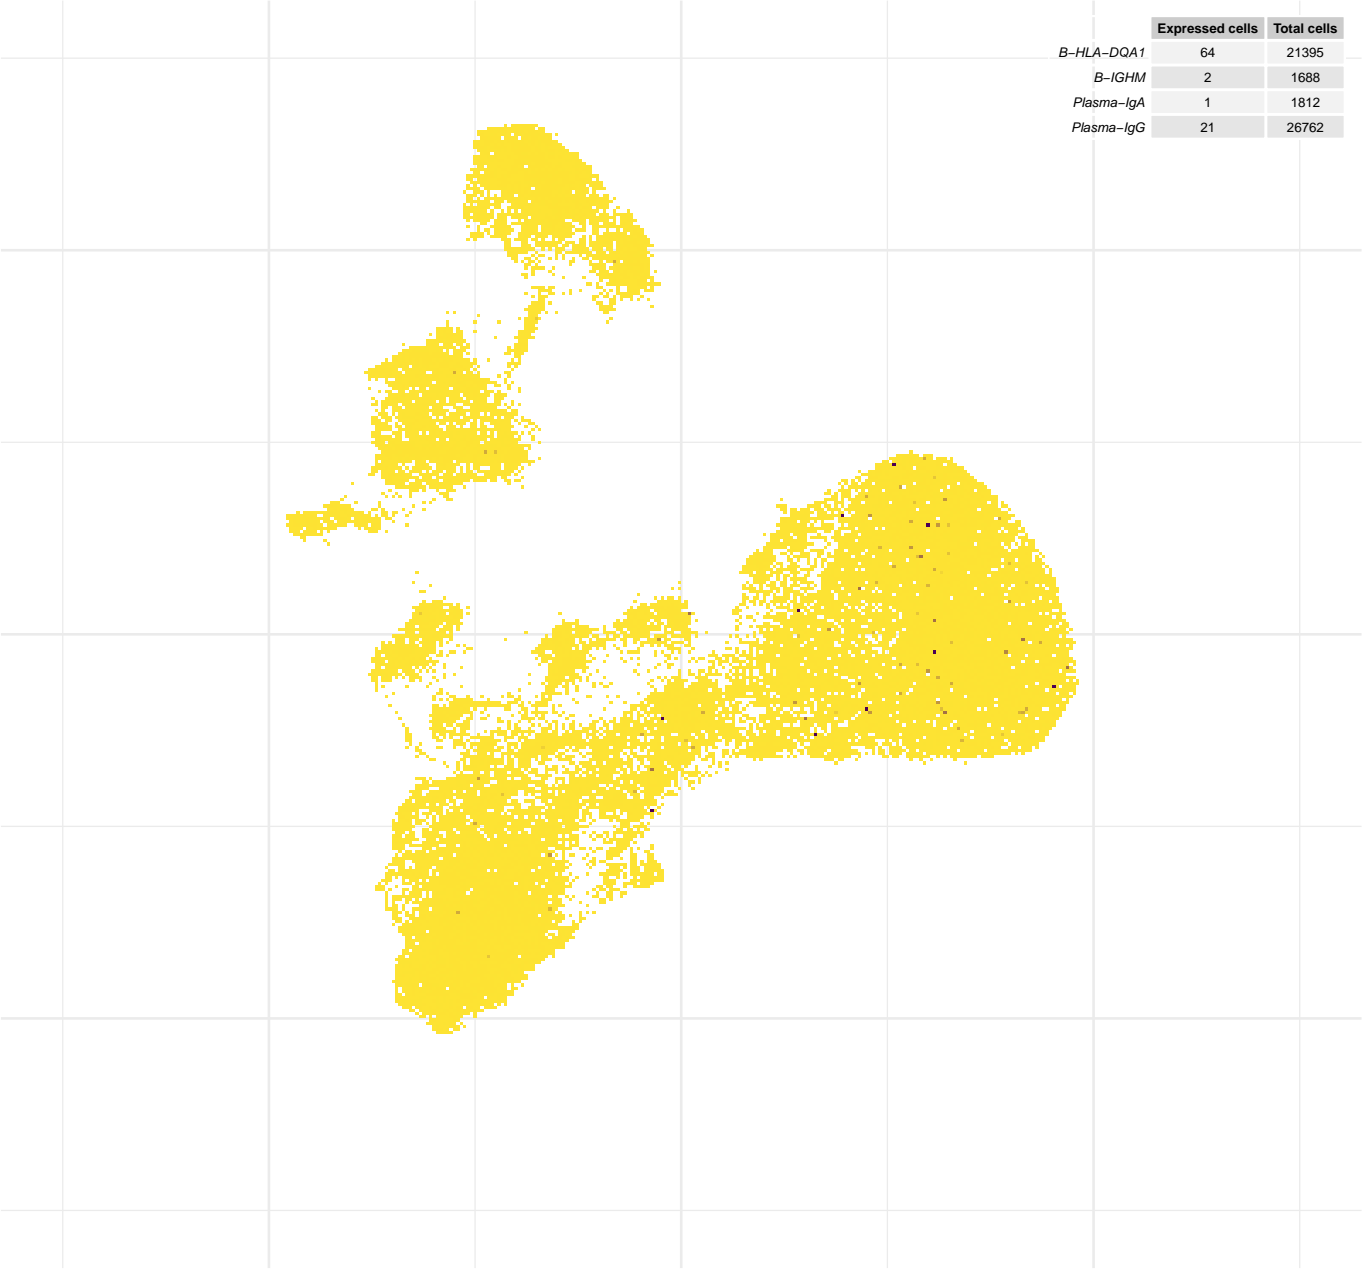 Expressed cells Total cells
B−HLA−DQA1 64 21395
B−IGHM 2 1688
Plasma−IgA 1 1812
Plasma−IgG 21 26762